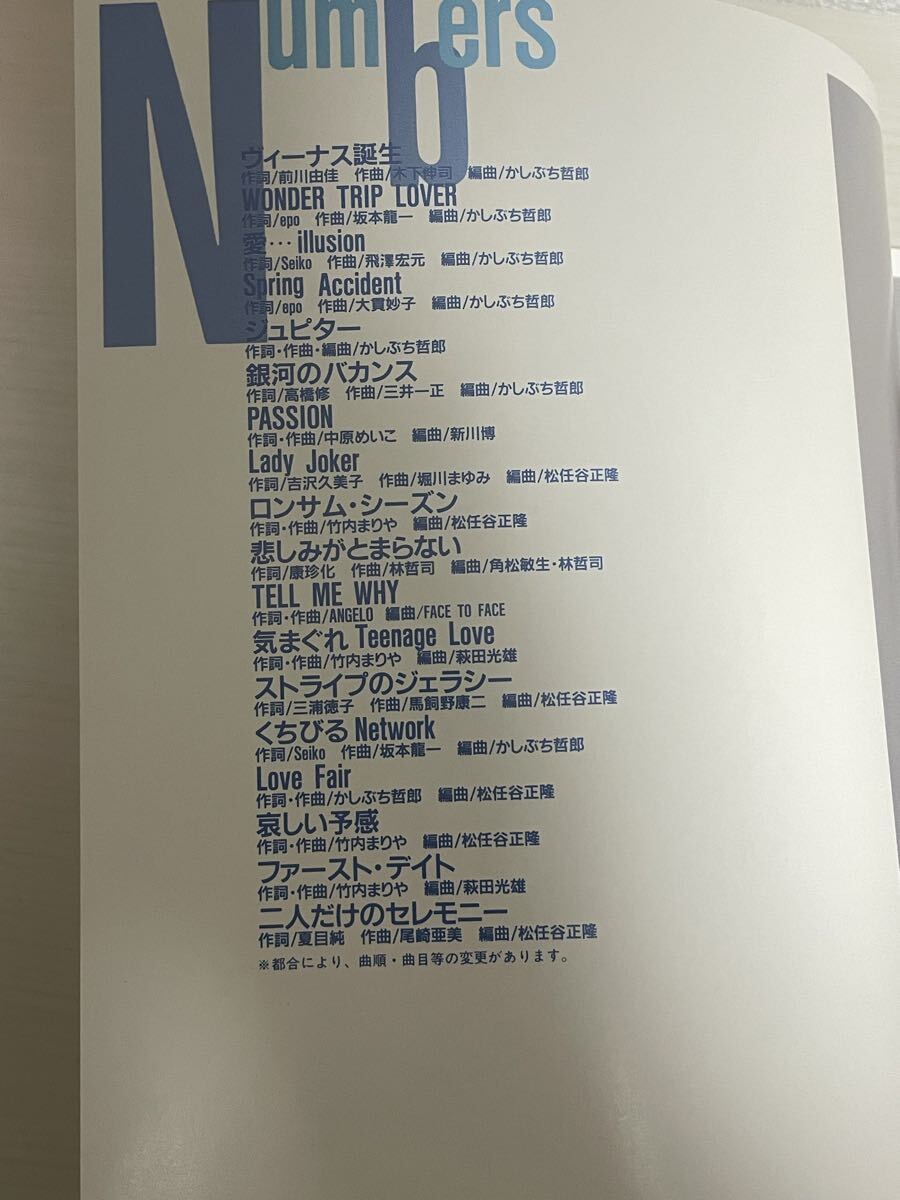 Numbers
ヴィーナス誕生
作詞/前川由佳 作曲/木下伸司 編曲/かしぶち哲郎
WONDER TRIP LOVER
作詞/epo 作曲/坂本龍一 編曲/かしぶち哲郎
愛…illusion
作詞/Seiko 作曲/飛澤宏元 編曲/かしぶち哲郎
Spring Accident
作詞/epo 作曲/大貫妙子 編曲/かしぶち哲郎
ジュピター
作詞・作曲・編曲/かしぶち哲郎
銀河のバカンス
作詞/高橋修 作曲/三井一正 編曲/かしぶち哲郎
PASSION
作詞・作曲/中原めいこ 編曲/新川博
Lady Joker
作詞/吉沢久美子 作曲/堀川まゆみ 編曲/松任谷正隆
ロンサム・シーズン
作詞・作曲/竹内まりや 編曲/松任谷正隆
悲しみがとまらない
作詞/康珍化 作曲/林哲司 編曲/角松敏生・林哲司
TELL ME WHY
作詞・作曲/ANGELO 編曲/FACE TO FACE
気まぐれTeenage Love
作詞・作曲/竹内まりや 編曲/萩田光雄
ストライプのジェラシー
作詞/三浦徳子 作曲/馬飼野康二 編曲/松任谷正隆
くちびるNetwork
作詞/Seiko 作曲/坂本龍一 編曲/かしぶち哲郎
Love Fair
作詞・作曲/かしぶち哲郎 編曲/松任谷正隆
哀しい予感
作詞・作曲/竹内まりや 編曲/松任谷正隆
ファースト・デイト
作詞・作曲/竹内まりや 編曲/萩田光雄
二人だけのセレモニー
作詞/夏目純 作曲/尾崎亜美 編曲/松任谷正隆
※都合により、曲順・曲目等の変更があります。